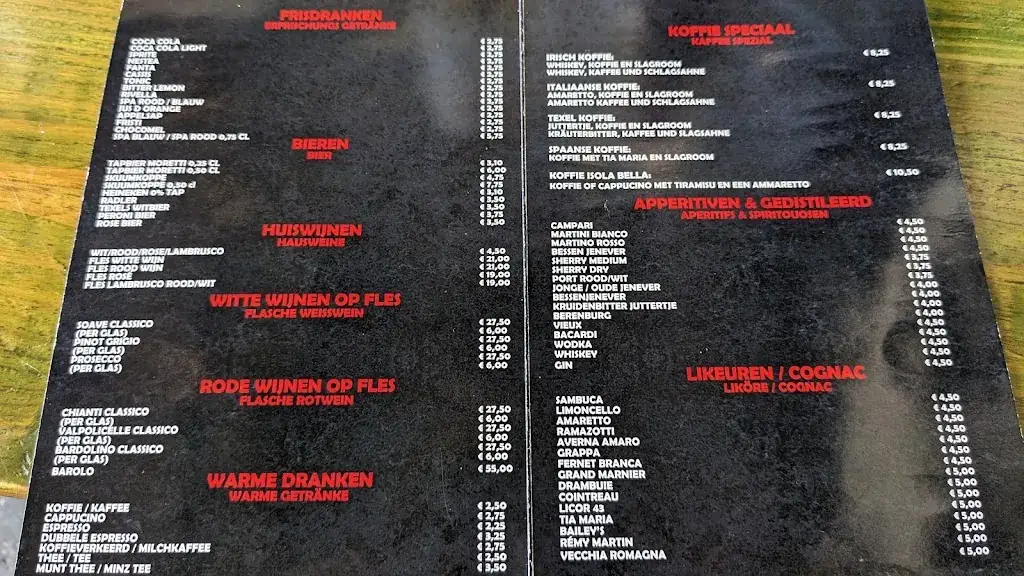 FRISDRANKEN
ERFRISCHUNGS GETRÄNKE
COCA COLA € 2,75
COCA COLA LIGHT € 2,75
SPRITE € 2,75
NESTEA € 2,75
FANTA € 2,75
CASSIS € 2,75
TONIC € 2,75
BITTER LEMON € 2,75
RIVELLA € 2,75
SPA ROOD / BLAUW € 2,75
JUS D ORANGE € 2,75
APPELSAP € 2,75
FRISTI € 2,75
CHOCOMEL € 2,75
SPA BLAUW / SPA ROOD 0,75 CL € 5,75
BIEREN
BIER
TAPBIER MORETTI 0,25 CL € 3,10
TAPBIER MORETTI 0,50 CL € 6,00
SKUUMKOPPE € 4,75
SKUUMKOPPE 0,50 cl € 7,75
HEINEKEN 0% TAP € 3,10
RADLER € 3,50
TEXELS WITBIER € 3,50
PERONI BIER € 3,75
ROSE BIER € 3,50
HUISWIJNEN
HAUSWEINE
WIT/ROOD/ROSE/LAMBRUSCO € 4,50
FLES WITTE WIJN € 21,00
FLES ROOD WIJN € 21,00
FLES ROSÉ € 19,00
FLES LAMBRUSCO ROOD/WIT € 19,00
WITTE WIJNEN OP FLES
FLASCHE WEISSWEIN
SOAVE CLASSICO € 27,50
(PER GLAS) € 6,00
PINOT GRIGIO € 27,50
(PER GLAS) € 6,00
PROSECCO € 27,50
(PER GLAS) € 6,00
RODE WIJNEN OP FLES
FLASCHE ROTWEIN
CHIANTI CLASSICO € 27,50
(PER GLAS) € 6,00
VALPOLICELLE CLASSICO € 27,50
(PER GLAS) € 6,00
BARDOLINO CLASSICO € 27,50
(PER GLAS) € 6,00
BAROLO € 55,00
WARME DRANKEN
WARME GETRÄNKE
KOFFIE / KAFFEE € 2,50
CAPPUCINO € 2,75
ESPRESSO € 2,25
DUBBELE ESPRESSO € 3,25
KOFFIEVERKEERD / MILCHKAFFEE € 2,75
THEE / TEE € 2,50
MUNT THEE / MINZ TEE € 3,50
KOFFIE SPECIAAL
KAFFEE SPEZIAL
IRISCH KOFFIE: € 8,25
WHISKEY, KOFFIE EN SLAGROOM
WHISKEY, KAFFEE UND SCHLAGSAHNE
ITALIAANSE KOFFIE: € 8,25
AMARETTO, KOFFIE EN SLAGROOM
AMARETTO KAFFEE UND SCHLAGSAHNE
TEXEL KOFFIE: € 8,25
JUTTERTJE, KOFFIE EN SLAGROOM
KRÄUTERBITTER, KAFFEE UND SLAGSAHNE
SPAANSE KOFFIE: € 8,25
KOFFIE MET TIA MARIA EN SLAGROOM
KOFFIE ISOLA BELLA: € 10,50
KOFFIE OF CAPPUCINO MET TIRAMISU EN EEN AMMARETTO
APPERITIVEN & GEDISTILEERD
APERITIFS & SPIRITOUOSEN
CAMPARI € 4,50
MARTINI BIANCO € 4,50
MARTINO ROSSO € 4,50
BESSEN JENEVER € 4,50
SHERRY MEDIUM € 3,75
SHERRY DRY € 3,75
PORT ROOD/WIT € 3,75
JONGE / OUDE JENEVER € 4,00
BESSENJENEVER € 4,00
KRUIDENBITTER JUTTERTJE € 4,00
BERENBURG € 4,00
VIEUX € 4,50
BACARDI € 4,50
WODKA € 4,50
WHISKEY € 4,50
GIN € 4,50
LIKEUREN / COGNAC
LIKÖRE / COGNAC
SAMBUCA € 4,50
LIMONCELLO € 4,50
AMARETTO € 4,50
RAMAZOTTI € 4,50
AVERNA AMARO € 4,50
GRAPPA € 4,50
FERNET BRANCA € 4,50
GRAND MARNIER € 5,00
DRAMBUIE € 5,00
COINTREAU € 5,00
LICOR 43 € 5,00
TIA MARIA € 5,00
BAILEY'S € 5,00
RÉMY MARTIN € 5,00
VECCHIA ROMAGNA € 5,00